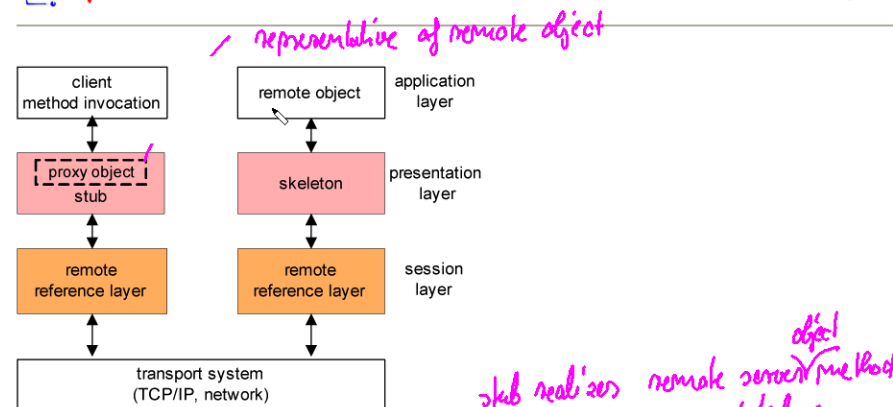 representative of remote object
client
method invocation
remote object
application
layer
proxy object
stub
skeleton
presentation
layer
remote
reference layer
remote
reference layer
session
layer
transport system
(TCP/IP, network)
object
stub realizes remote server method